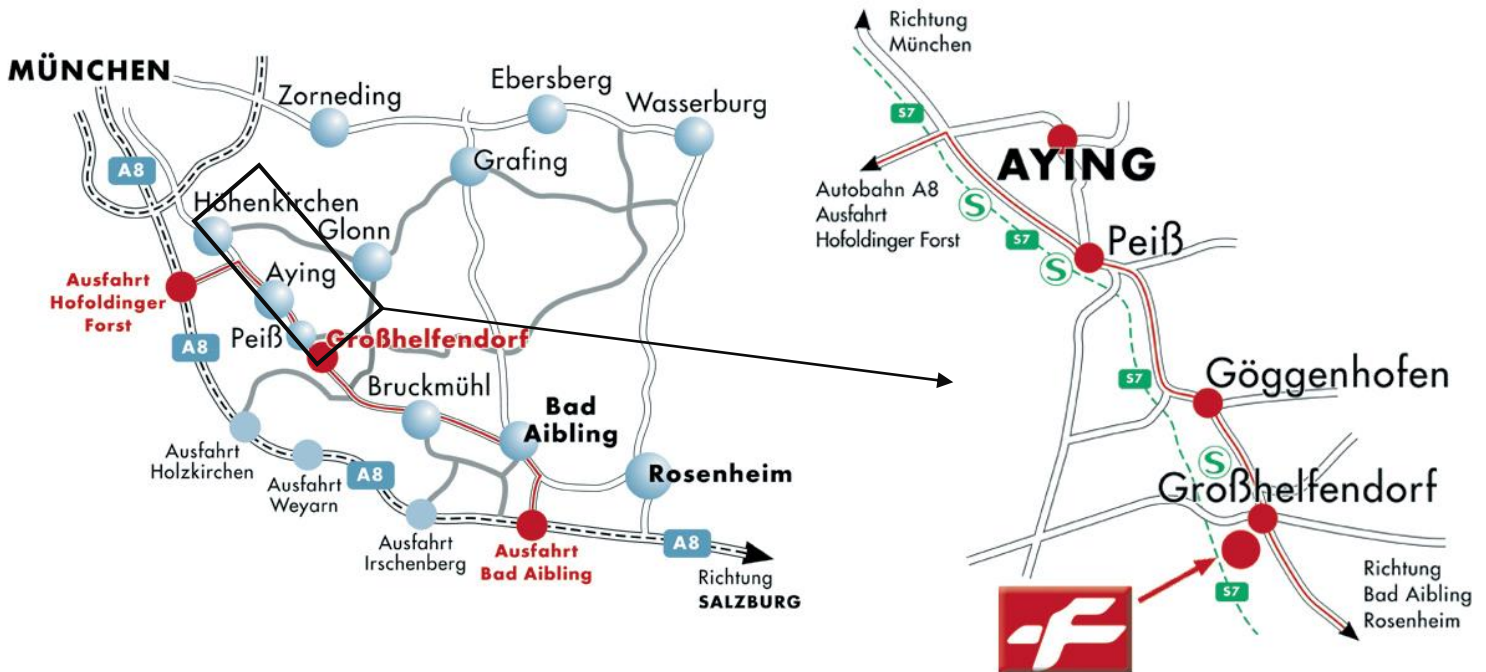 MÜNCHEN
Zorneding
Ebersberg
Wasserburg
A8
Grafing
Höhenkirchen
Glonn
Ausfahrt
Hofoldinger
Forst
Aying
A8
Peiß
Großhelfendorf
Bruckmühl
Bad
Aibling
Ausfahrt
Holzkirchen
Ausfahrt
Weyarn
A8
Rosenheim
Ausfahrt
Irschenberg
Ausfahrt
Bad Aibling
A8
Richtung
SALZBURG
Richtung
München
S7
AYING
Autobahn A8
Ausfahrt
Hofoldinger Forst
S
S7
Peiß
S
S7
Göggenhofen
S
Großhelfendorf
S7
Richtung
Bad Aibling
Rosenheim
F